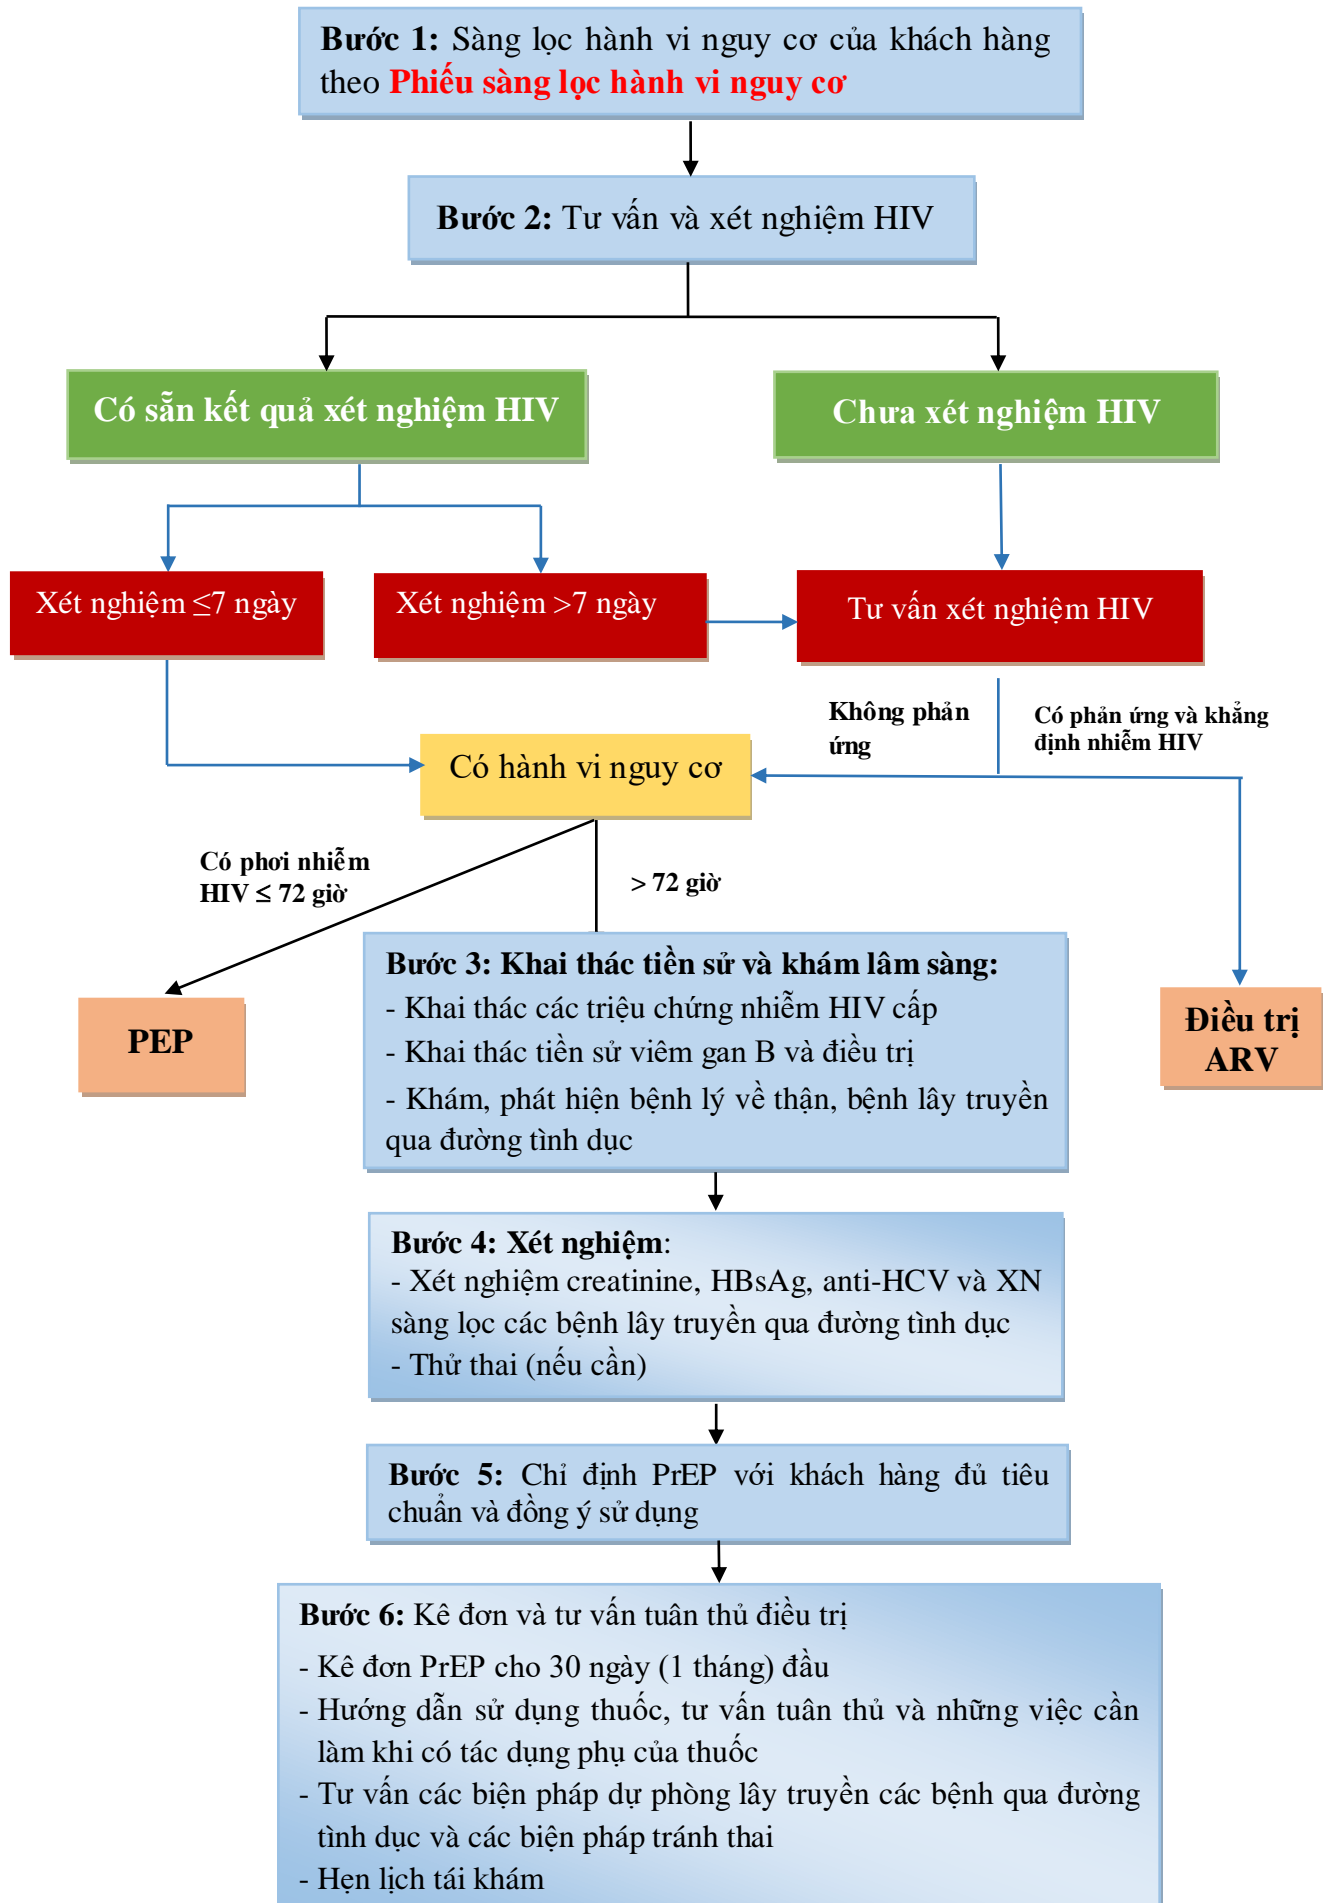 Bước 1: Sàng lọc hành vi nguy cơ của khách hàng
theo Phiếu sàng lọc hành vi nguy cơ
Bước 2: Tư vấn và xét nghiệm HIV
Có sẵn kết quả xét nghiệm HIV
Chưa xét nghiệm HIV
Xét nghiệm ≤7 ngày
Xét nghiệm >7 ngày
Tư vấn xét nghiệm HIV
Không phản
ứng
Có phản ứng và khẳng
định nhiễm HIV
Có hành vi nguy cơ
Có phơi nhiễm
HIV ≤ 72 giờ
> 72 giờ
Bước 3: Khai thác tiền sử và khám lâm sàng:
- Khai thác các triệu chứng nhiễm HIV cấp
- Khai thác tiền sử viêm gan B và điều trị
- Khám, phát hiện bệnh lý về thận, bệnh lây truyền
qua đường tình dục
PEP
Điều trị
ARV
Bước 4: Xét nghiệm:
- Xét nghiệm creatinine, HBsAg, anti-HCV và XN
sàng lọc các bệnh lây truyền qua đường tình dục
- Thử thai (nếu cần)
Bước 5: Chỉ định PrEP với khách hàng đủ tiêu
chuẩn và đồng ý sử dụng
Bước 6: Kê đơn và tư vấn tuân thủ điều trị
- Kê đơn PrEP cho 30 ngày (1 tháng) đầu
- Hướng dẫn sử dụng thuốc, tư vấn tuân thủ và những việc cần
làm khi có tác dụng phụ của thuốc
- Tư vấn các biện pháp dự phòng lây truyền các bệnh qua đường
tình dục và các biện pháp tránh thai
- Hẹn lịch tái khám